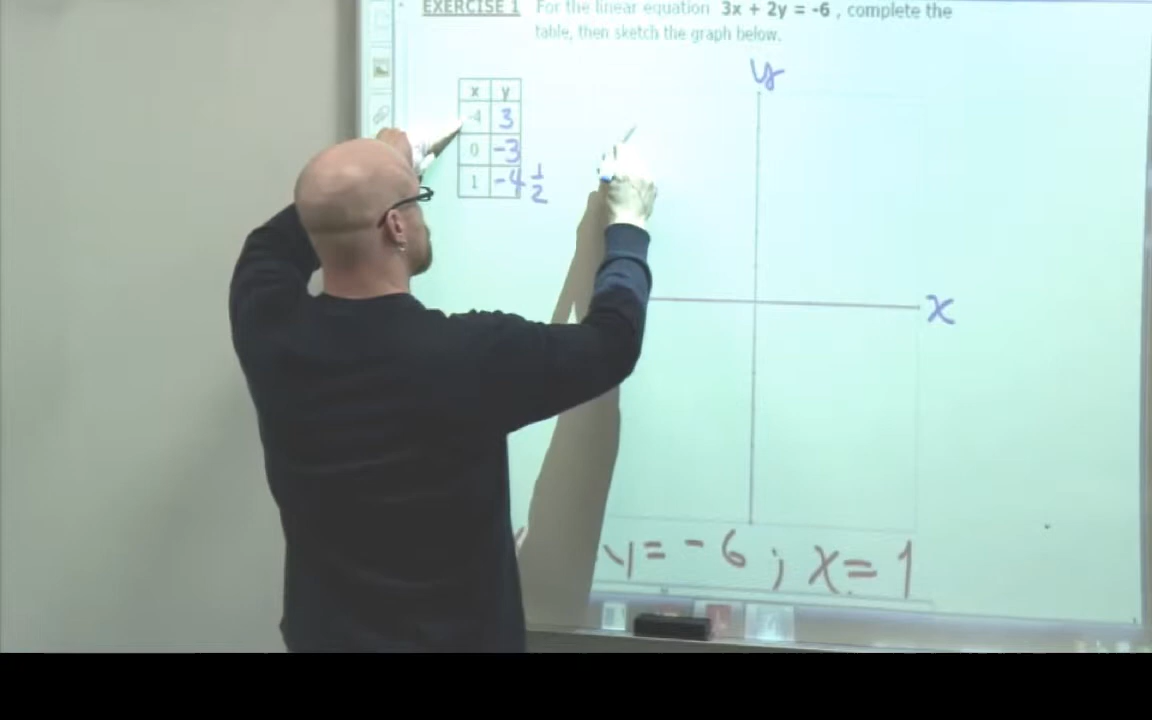 EXERCISE 1 For the linear equation 3x + 2y = -6 , complete the
table, then sketch the graph below.
y
x y
-4 3
0 -3
1 -4 1/2
x
y = -6 ; x = 1